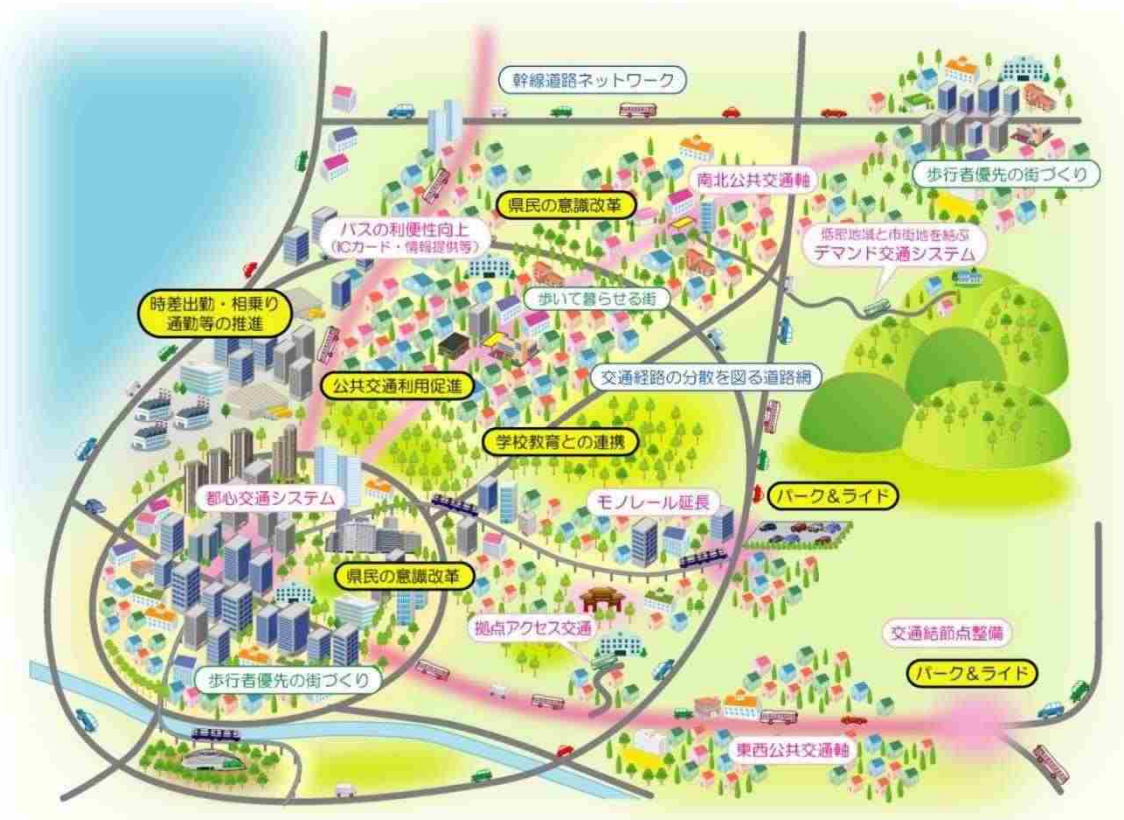 幹線道路ネットワーク
歩行者優先の街づくり
南北公共交通軸
県民の意識改革
バスの利便性向上
(ICカード・情報提供等)
低密地域と市街地を結ぶ
デマンド交通システム
時差出勤・相乗り
通勤等の推進
歩いて暮らせる街
公共交通利用促進
交通経路の分散を図る道路網
学校教育との連携
都心交通システム
モノレール延長
パーク&ライド
県民の意識改革
拠点アクセス交通
交通結節点整備
パーク&ライド
歩行者優先の街づくり
東西公共交通軸